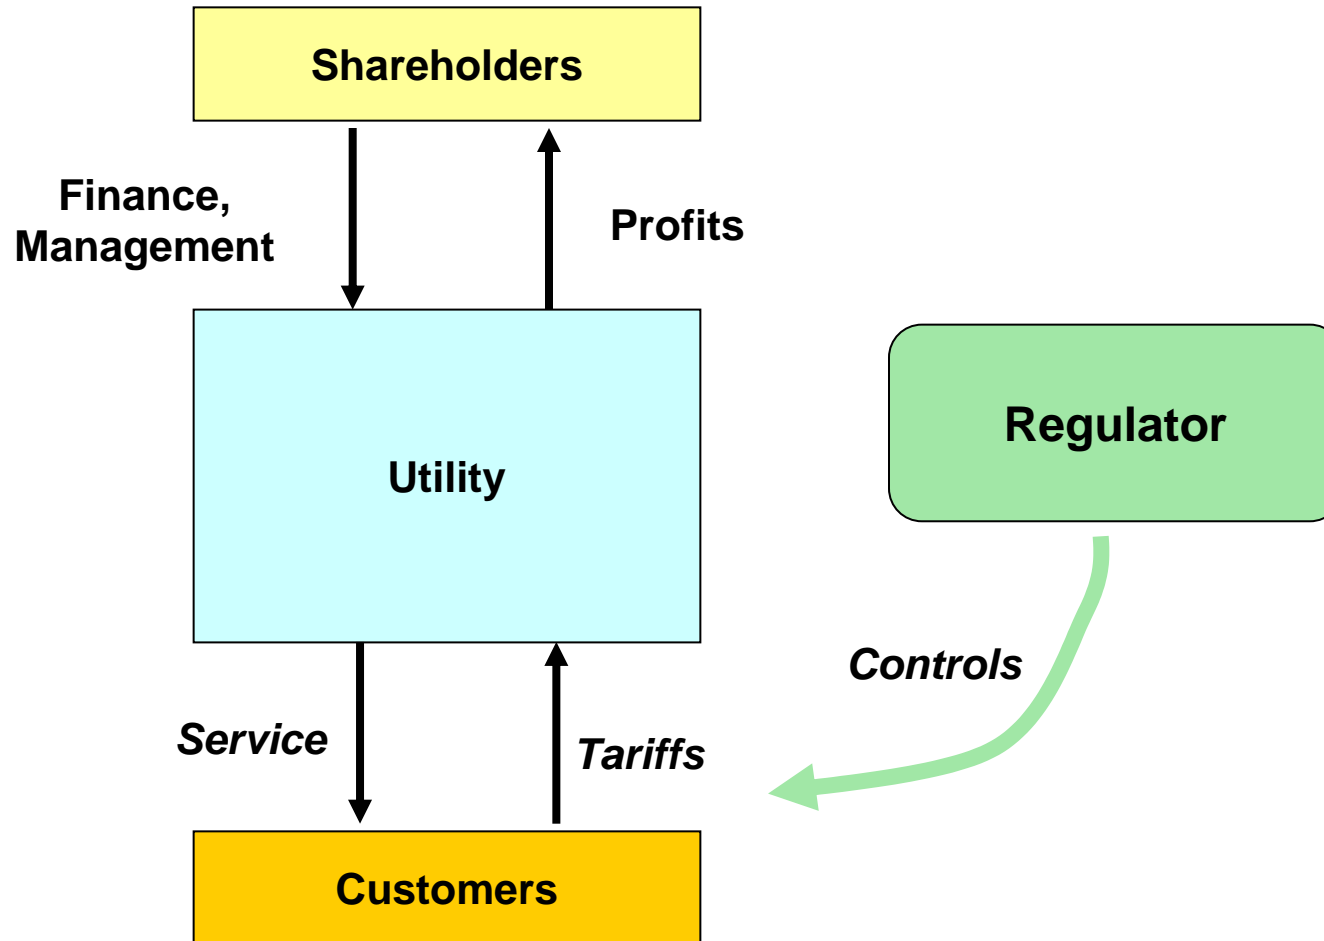 Shareholders
Finance,
Management
Profits
Regulator
Utility
Controls
Service
Tariffs
Customers